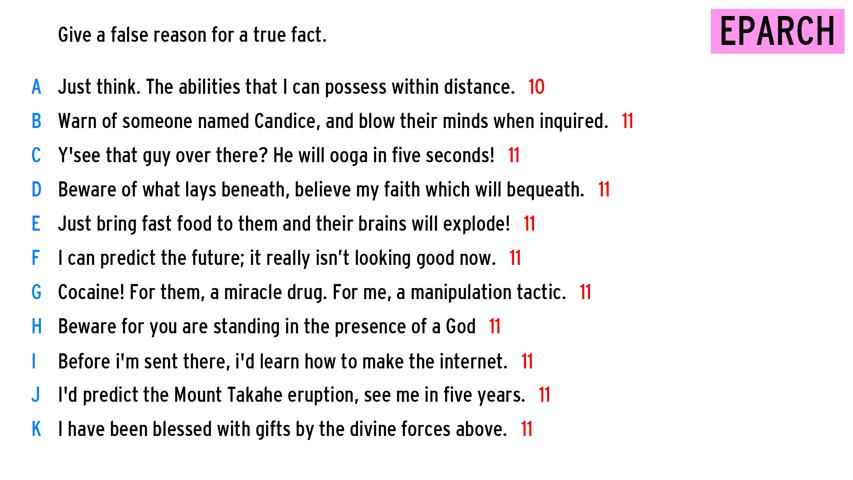 Give a false reason for a true fact.
EPARCH
A Just think. The abilities that I can possess within distance. 10
B Warn of someone named Candice, and blow their minds when inquired. 11
C Y'see that guy over there? He will ooga in five seconds! 11
D Beware of what lays beneath, believe my faith which will bequeath. 11
E Just bring fast food to them and their brains will explode! 11
F I can predict the future; it really isn’t looking good now. 11
G Cocaine! For them, a miracle drug. For me, a manipulation tactic. 11
H Beware for you are standing in the presence of a God 11
I Before i'm sent there, i'd learn how to make the internet. 11
J I'd predict the Mount Takahe eruption, see me in five years. 11
K I have been blessed with gifts by the divine forces above. 11